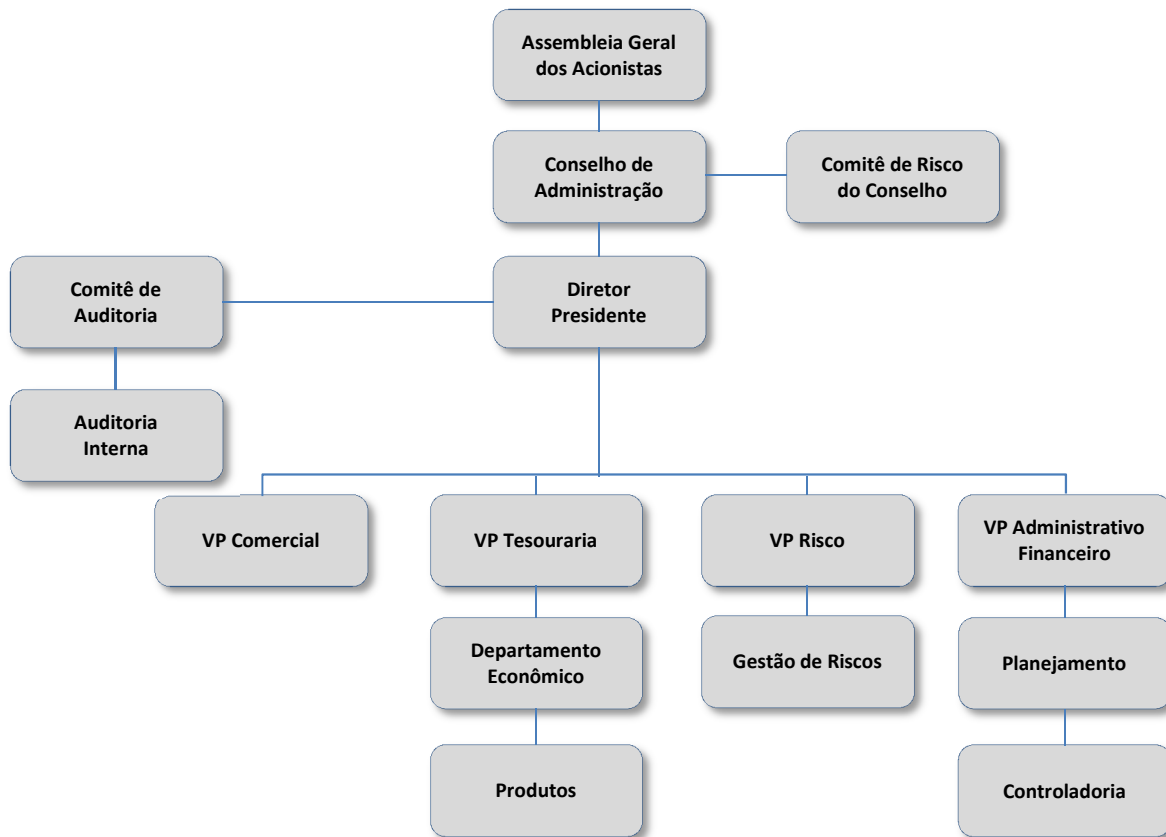 Assembleia Geral
dos Acionistas
Conselho de
Administração
Comitê de Risco
do Conselho
Comitê de
Auditoria
Diretor
Presidente
Auditoria
Interna
VP Comercial
VP Tesouraria
VP Risco
VP Administrativo
Financeiro
Departamento
Econômico
Gestão de Riscos
Planejamento
Produtos
Controladoria